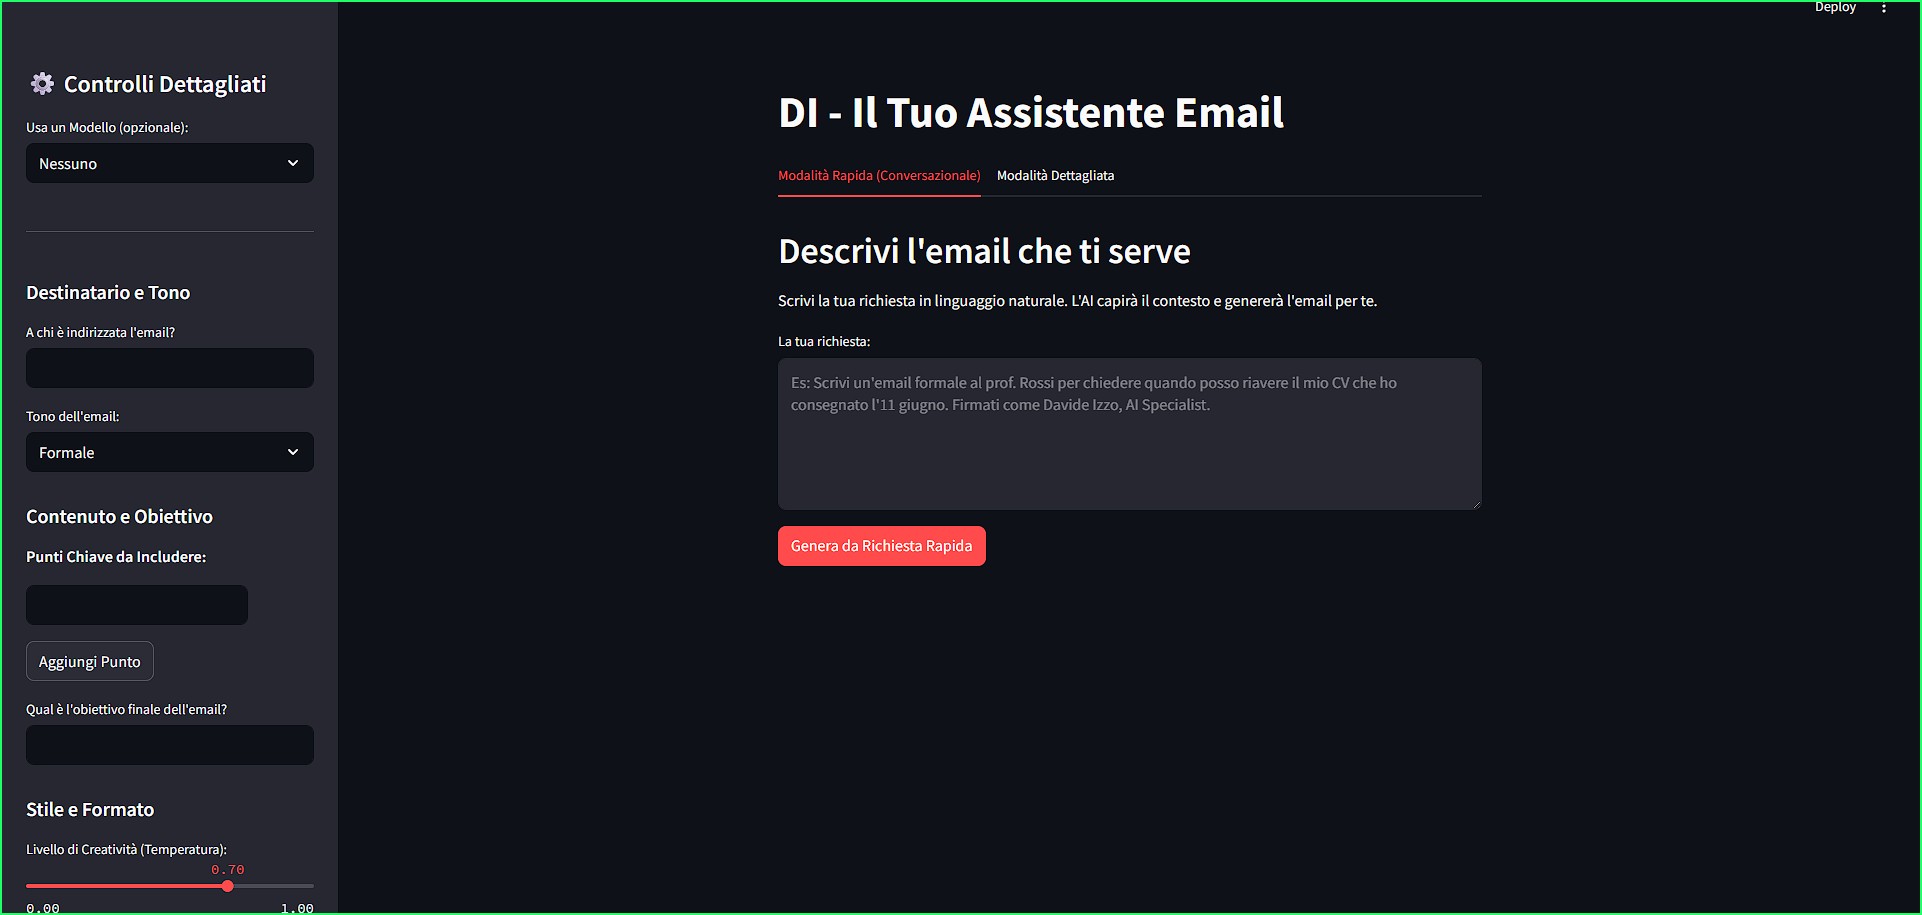 Deploy
Controlli Dettagliati
Usa un Modello (opzionale):
Nessuno
Destinatario e Tono
A chi è indirizzata l'email?
Tono dell'email:
Formale
Contenuto e Obiettivo
Punti Chiave da Includere:
Aggiungi Punto
Qual è l'obiettivo finale dell'email?
Stile e Formato
Livello di Creatività (Temperatura):
0.70
0.00 1.00
DI - Il Tuo Assistente Email
Modalità Rapida (Conversazionale) Modalità Dettagliata
Descrivi l'email che ti serve
Scrivi la tua richiesta in linguaggio naturale. L'AI capirà il contesto e genererà l'email per te.
La tua richiesta:
Es: Scrivi un'email formale al prof. Rossi per chiedere quando posso riavere il mio CV che ho
consegnato l'11 giugno. Firmati come Davide Izzo, AI Specialist.
Genera da Richiesta Rapida